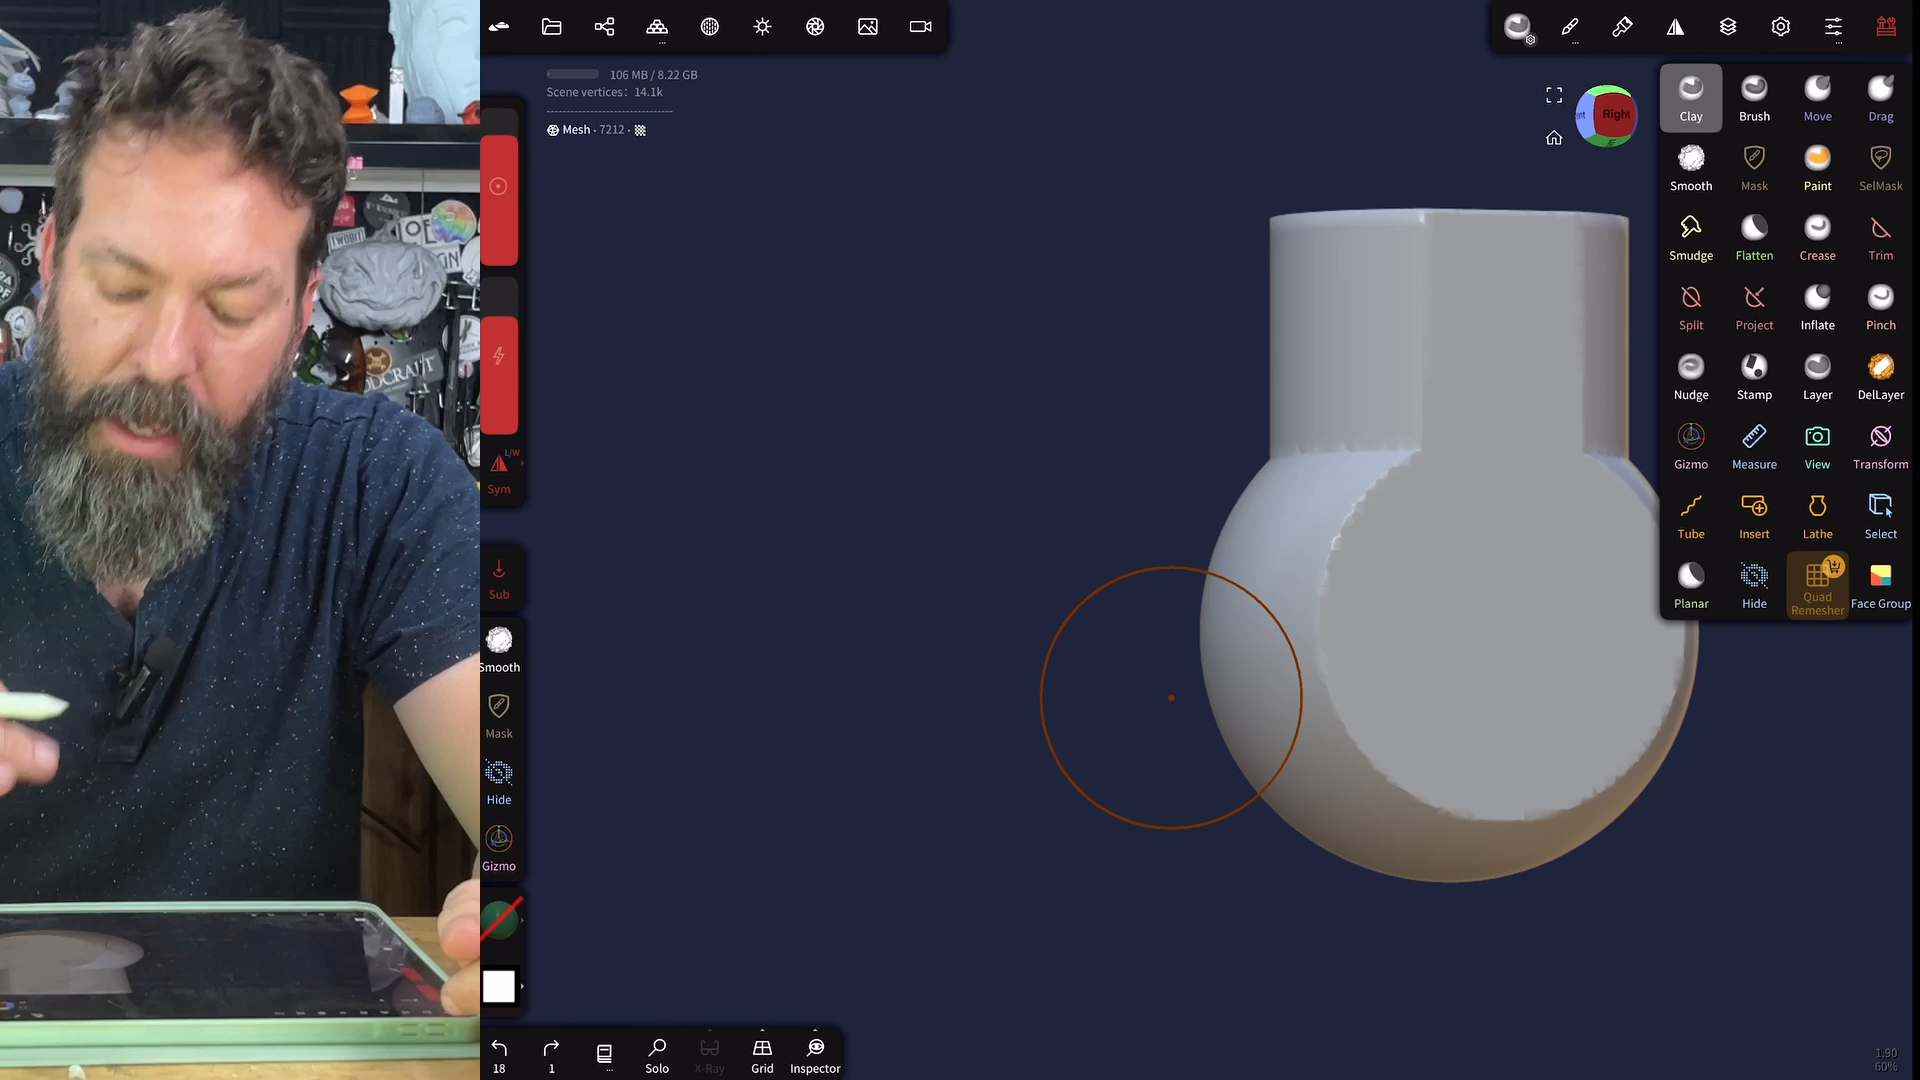 106 MB / 8.22 GB
Scene vertices: 14.1k
Mesh · 7212 ·
Right
Clay
Brush
Move
Drag
Smooth
Mask
Paint
SelMask
Smudge
Flatten
Crease
Trim
Split
Project
Inflate
Pinch
Nudge
Stamp
Layer
DelLayer
Gizmo
Measure
View
Transform
Tube
Insert
Lathe
Select
Planar
Hide
Quad
Remesher
Face Group
L/W
Sym
Sub
Smooth
Mask
Hide
Gizmo
18
1
Solo
X-Ray
Grid
Inspector
1.90
60%
TWOBIT